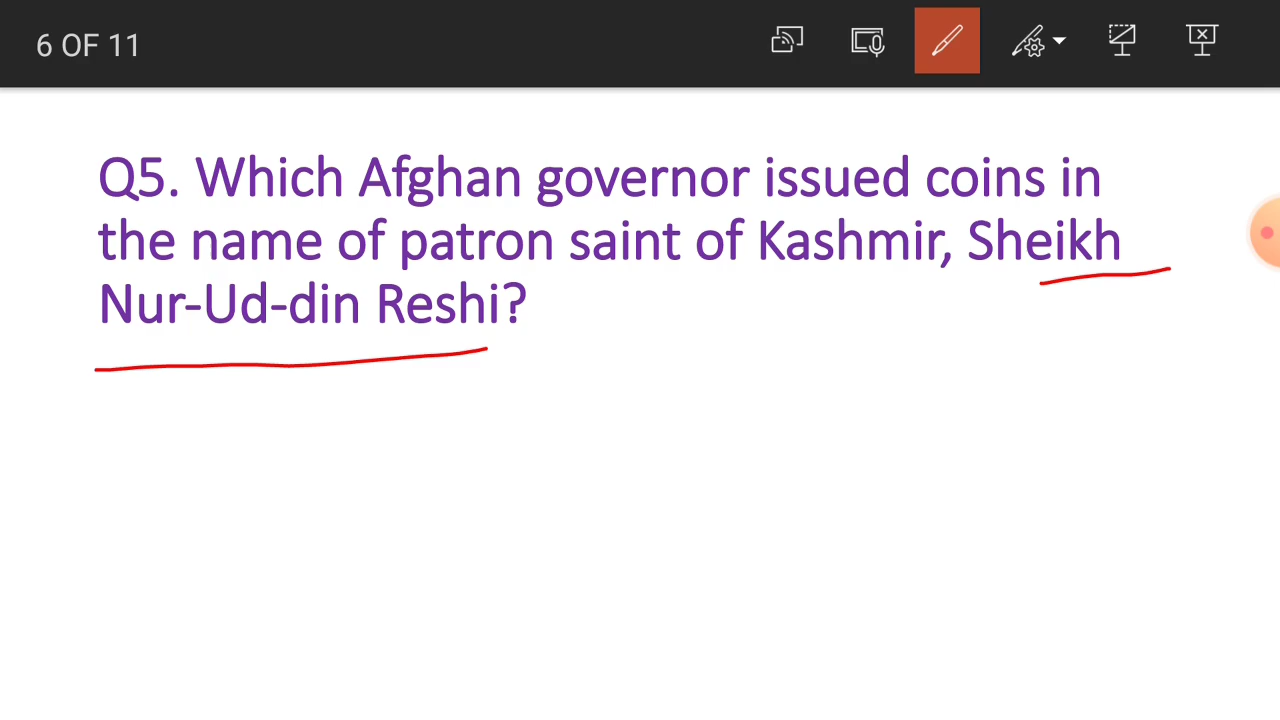 6 OF 11
Q5. Which Afghan governor issued coins in
the name of patron saint of Kashmir, Sheikh
Nur-Ud-din Reshi?